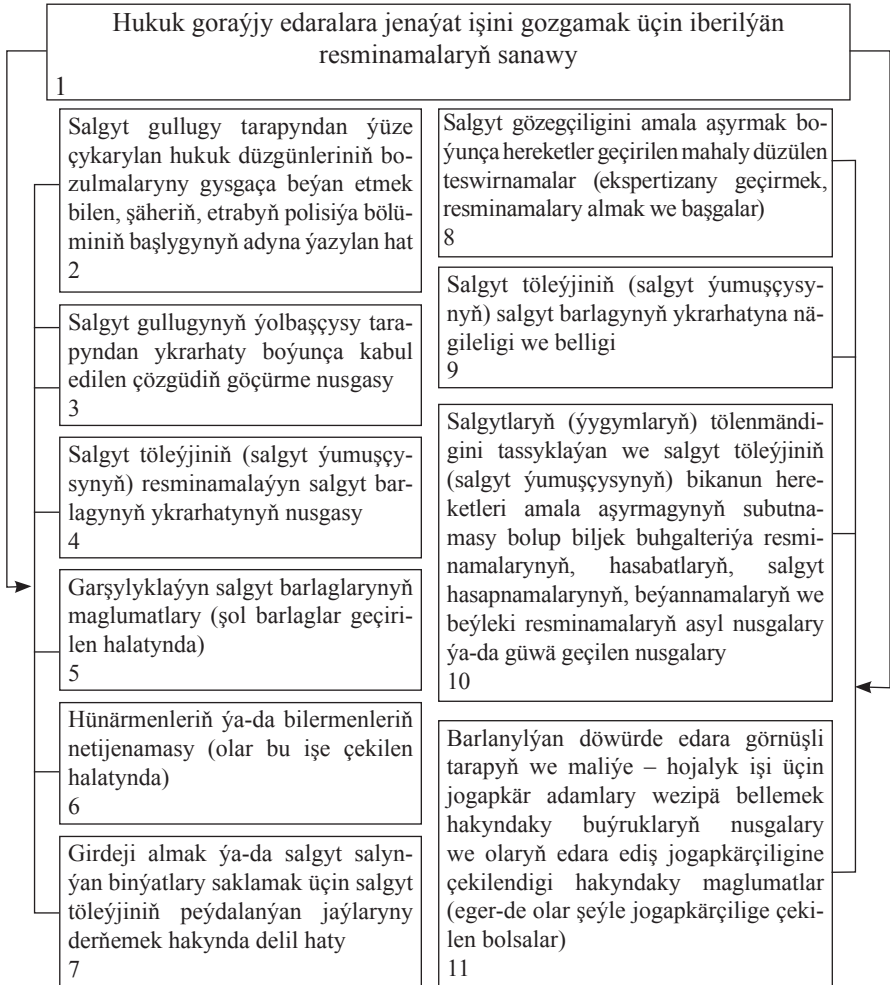 Hukuk goraýjy edaralara jenaýat işini gozgamak üçin iberilýän
resminamalaryň sanawy
1
Salgyt gullugy tarapyndan ýüze
çykarylan hukuk düzgünleriniň bo-
zulmalaryny gysgaça beýan etmek
bilen, şäheriň, etrabyň polisiýa bölü-
miniň başlygynyň adyna ýazylan hat
2
Salgyt gullugynyň ýolbaşçysy tara-
pyndan ykrarhaty boýunça kabul
edilen çözgüdiň göçürme nusgasy
3
Salgyt töleýjiniň (salgyt ýumuşçy-
synyň) resminamalaýyn salgyt bar-
lagynyň ykrarhatynyň nusgasy
4
Garşylyklaýyn salgyt barlaglarynyň
maglumatlary (şol barlaglar geçiri-
len halatynda)
5
Hünärmenleriň ýa-da bilermenleriň
netijenamasy (olar bu işe çekilen
halatynda)
6
Girdeji almak ýa-da salgyt salyn-
ýan binýatlary saklamak üçin salgyt
töleýjiniň peýdalanýan jaýlaryny
derňemek hakynda delil haty
7
Salgyt gözegçiligini amala aşyrmak bo-
ýunça hereketler geçirilen mahaly düzülen
teswirnamalar (ekspertizany geçirmek,
resminamalary almak we başgalar)
8
Salgyt töleýjiniň (salgyt ýumuşçysy-
nyň) salgyt barlagynyň ykrarhatyna nä-
gileligi we belligi
9
Salgytlaryň (ýygymlaryň) tölenmändi-
gini tassyklaýan we salgyt töleýjiniň
(salgyt ýumuşçysynyň) bikanun here-
ketleri amala aşyrmagynyň subutna-
masy bolup biljek buhgalteriýa resmi-
namalarynyň, hasabatlaryň, salgyt
hasapnamalarynyň, beýannamalaryň we
beýleki resminamalaryň asyl nusgalary
ýa-da güwä geçilen nusgalary
10
Barlanylýan döwürde edara görnüşli
tarapyň we maliýe – hojalyk işi üçin
jogapkär adamlary wezipä bellemek
hakyndaky buýruklaryň nusgalary
we olaryň edara ediş jogapkärçiligine
çekilendigi hakyndaky maglumatlar
(eger-de olar şeýle jogapkärçilige çeki-
len bolsalar)
11